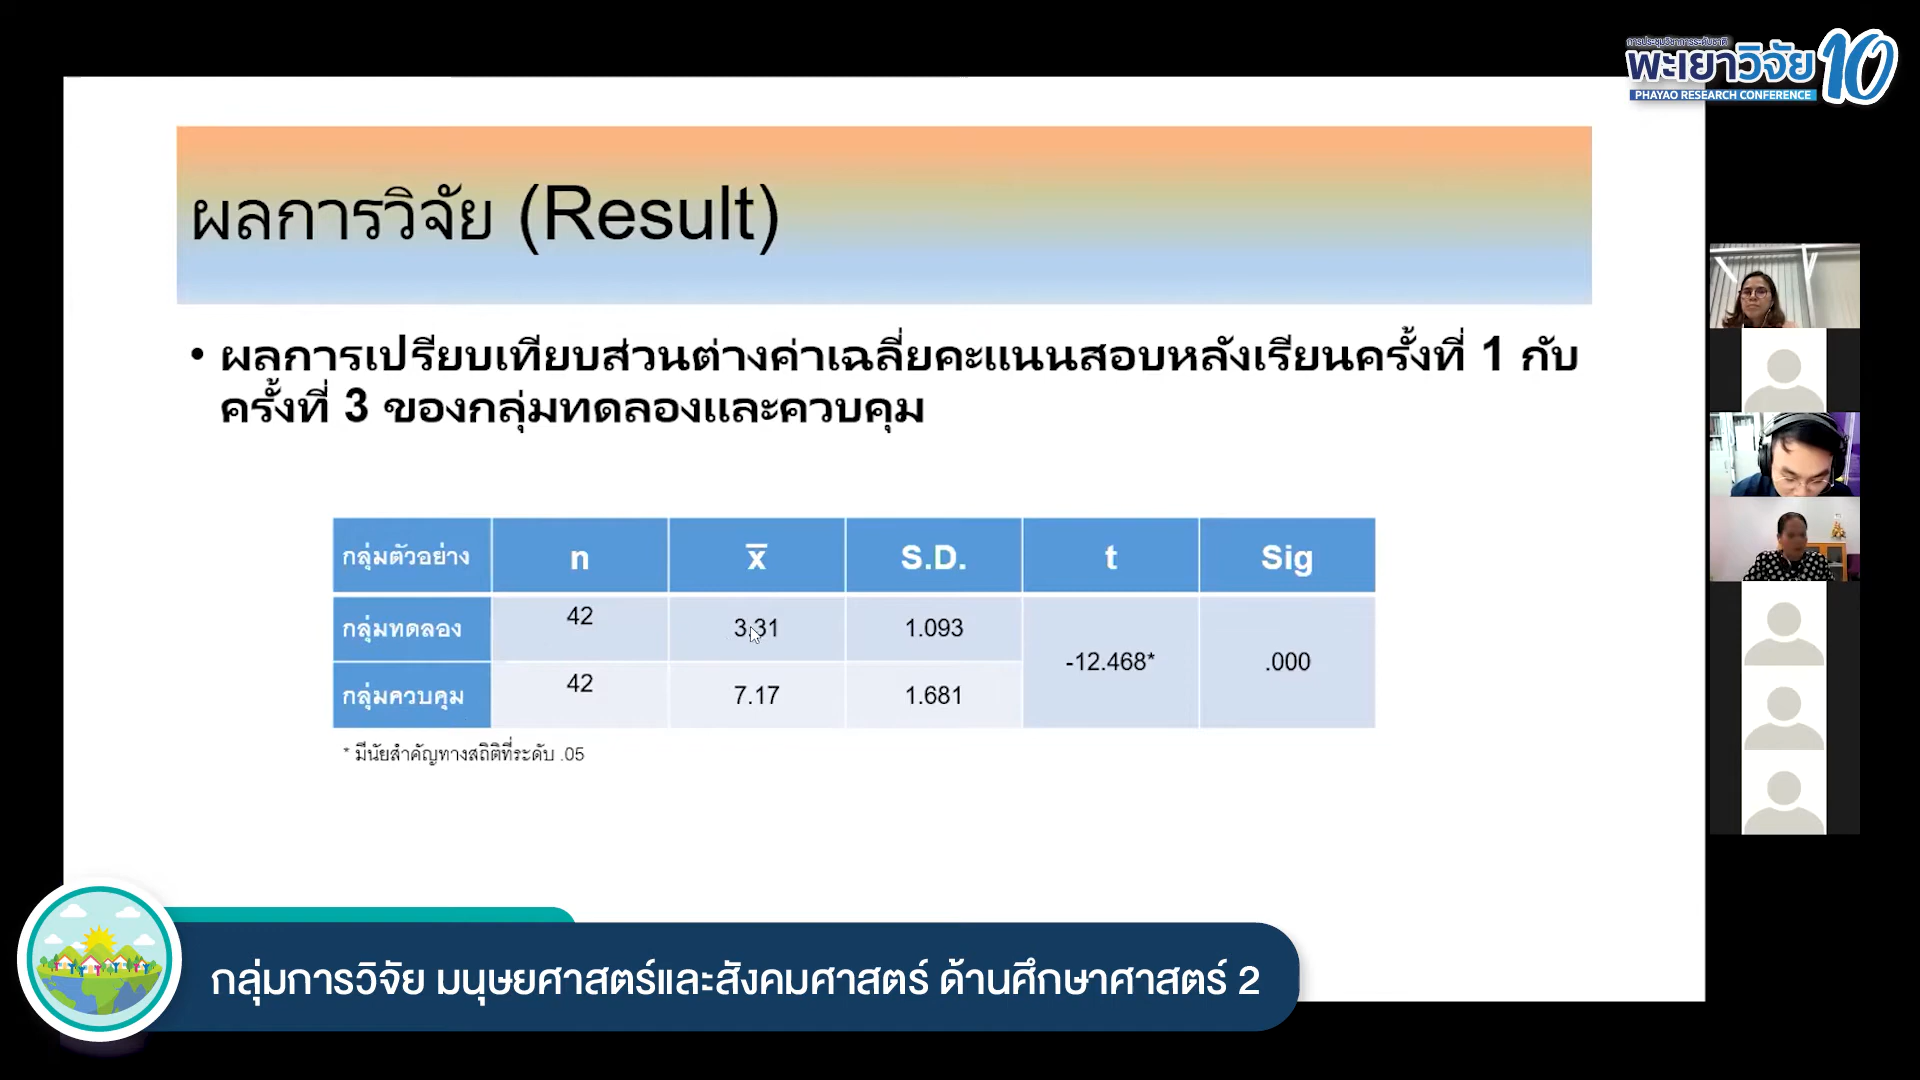 การประชุมวิชาการระดับชาติ
พะเยาวิจัย 10
PHAYAO RESEARCH CONFERENCE
ผลการวิจัย (Result)
• ผลการเปรียบเทียบส่วนต่างค่าเฉลี่ยคะแนนสอบหลังเรียนครั้งที่ 1 กับ
ครั้งที่ 3 ของกลุ่มทดลองและควบคุม
กลุ่มตัวอย่าง n x̅ S.D. t Sig
กลุ่มทดลอง 42 3.31 1.093 -12.468* .000
กลุ่มควบคุม 42 7.17 1.681
* มีนัยสำคัญทางสถิติที่ระดับ .05
กลุ่มการวิจัย มนุษยศาสตร์และสังคมศาสตร์ ด้านศึกษาศาสตร์ 2